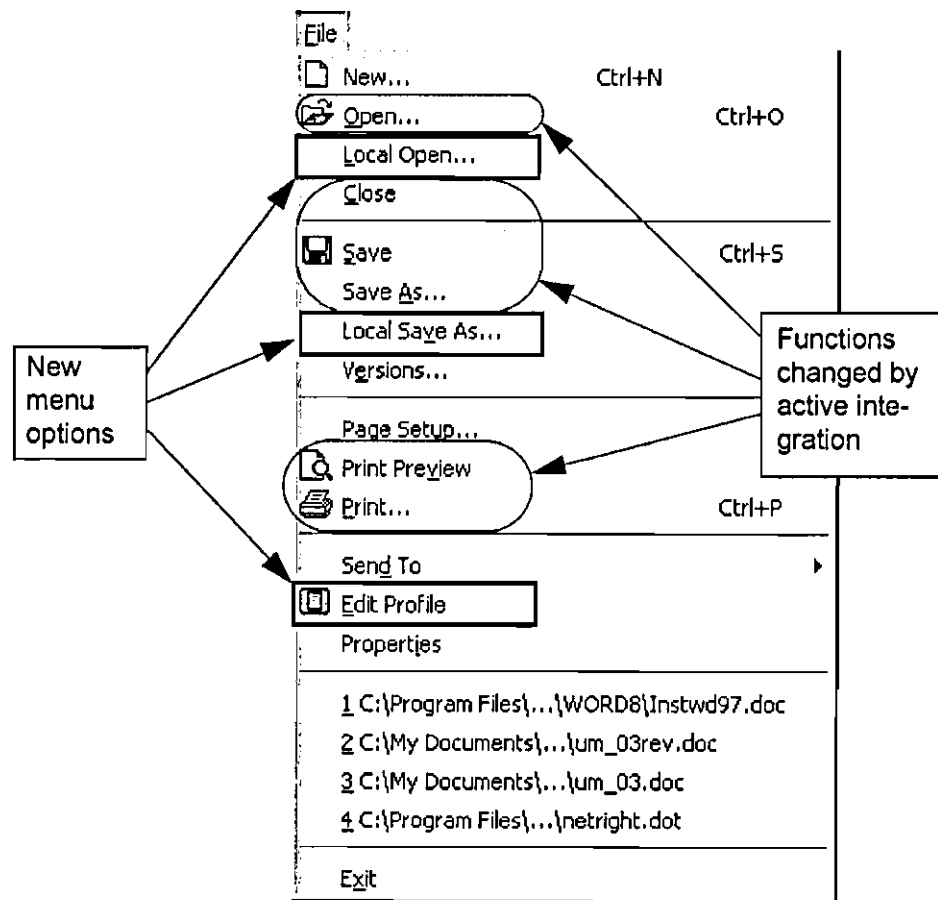 File
New... Ctrl+N
Open... Ctrl+O
Local Open...
Close
Save Ctrl+S
Save As...
Local Save As...
Versions...
Page Setup...
Print Preview
Print... Ctrl+P
Send To
Edit Profile
Properties
1 C:\Program Files\...\WORD8\Instwd97.doc
2 C:\My Documents\...\um_03rev.doc
3 C:\My Documents\...\um_03.doc
4 C:\Program Files\...\netright.dot
Exit
New
menu
options
Functions
changed by
active inte-
gration